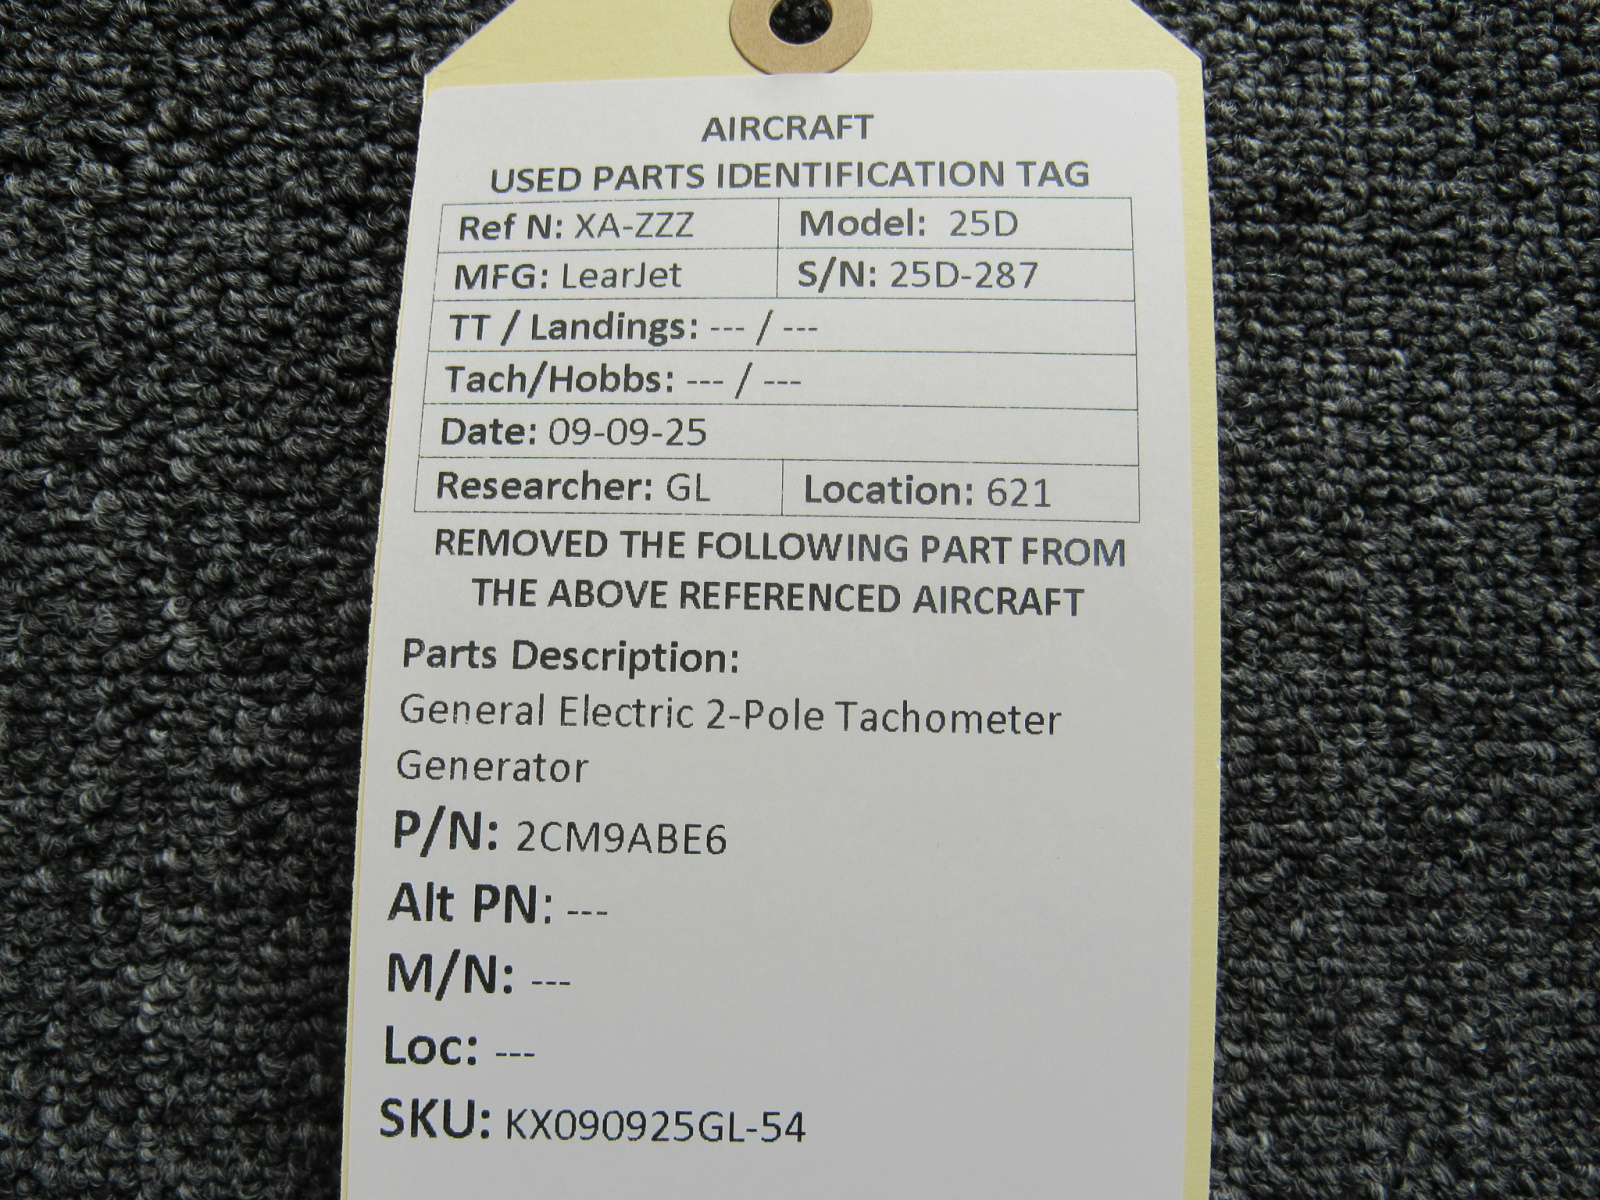 AIRCRAFT
USED PARTS IDENTIFICATION TAG
Ref N: XA-ZZZ Model: 25D
MFG: LearJet S/N: 25D-287
TT / Landings: --- / ---
Tach/Hobbs: --- / ---
Date: 09-09-25
Researcher: GL Location: 621
REMOVED THE FOLLOWING PART FROM
THE ABOVE REFERENCED AIRCRAFT
Parts Description:
General Electric 2-Pole Tachometer
Generator
P/N: 2CM9ABE6
Alt PN: ---
M/N: ---
Loc: ---
SKU: KX090925GL-54